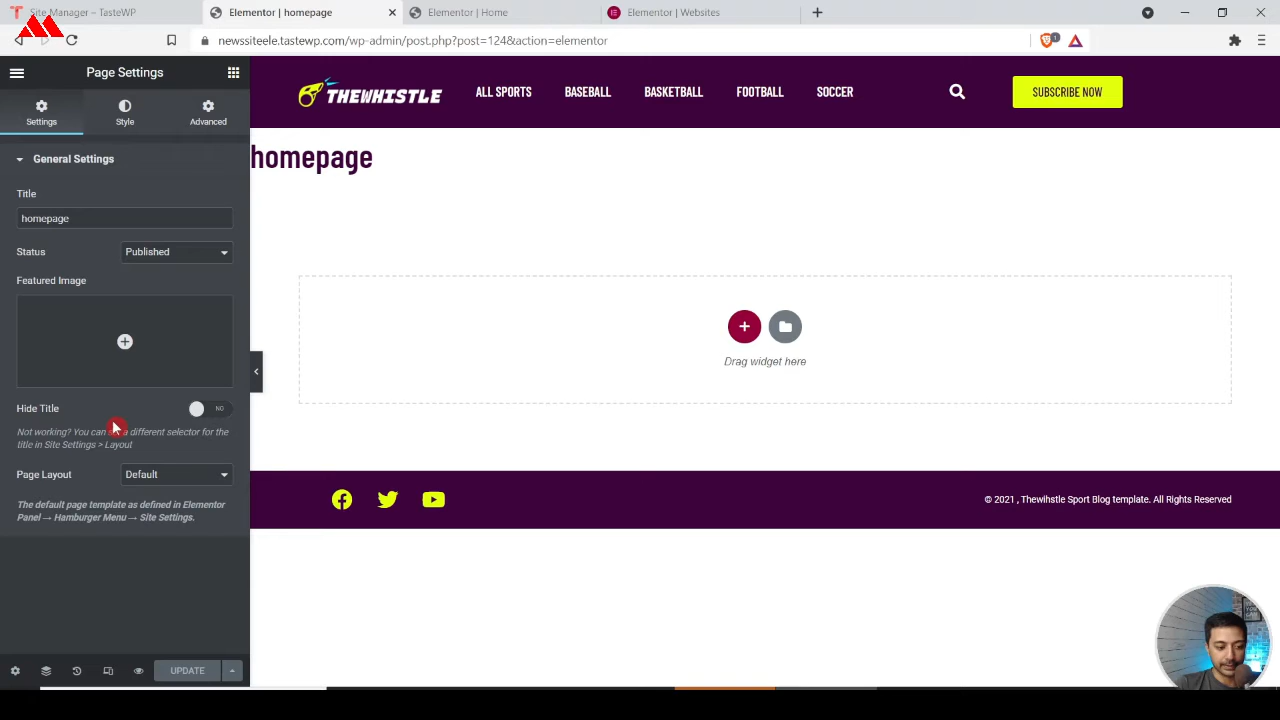 Site Manager - TasteWP
Elementor | homepage
Elementor | Home
Elementor | Websites
newssiteele.tastewp.com/wp-admin/post.php?post=124&action=elementor
1
Page Settings
Settings
Style
Advanced
General Settings
Title
homepage
Status
Published
Featured Image
Hide Title
NO
Not working? You can set a different selector for the
title in Site Settings > Layout
Page Layout
Default
The default page template as defined in Elementor
Panel → Hamburger Menu → Site Settings.
UPDATE
THEWHISTLE
ALL SPORTS
BASEBALL
BASKETBALL
FOOTBALL
SOCCER
SUBSCRIBE NOW
homepage
Drag widget here
© 2021 , Thewihstle Sport Blog template. All Rights Reserved